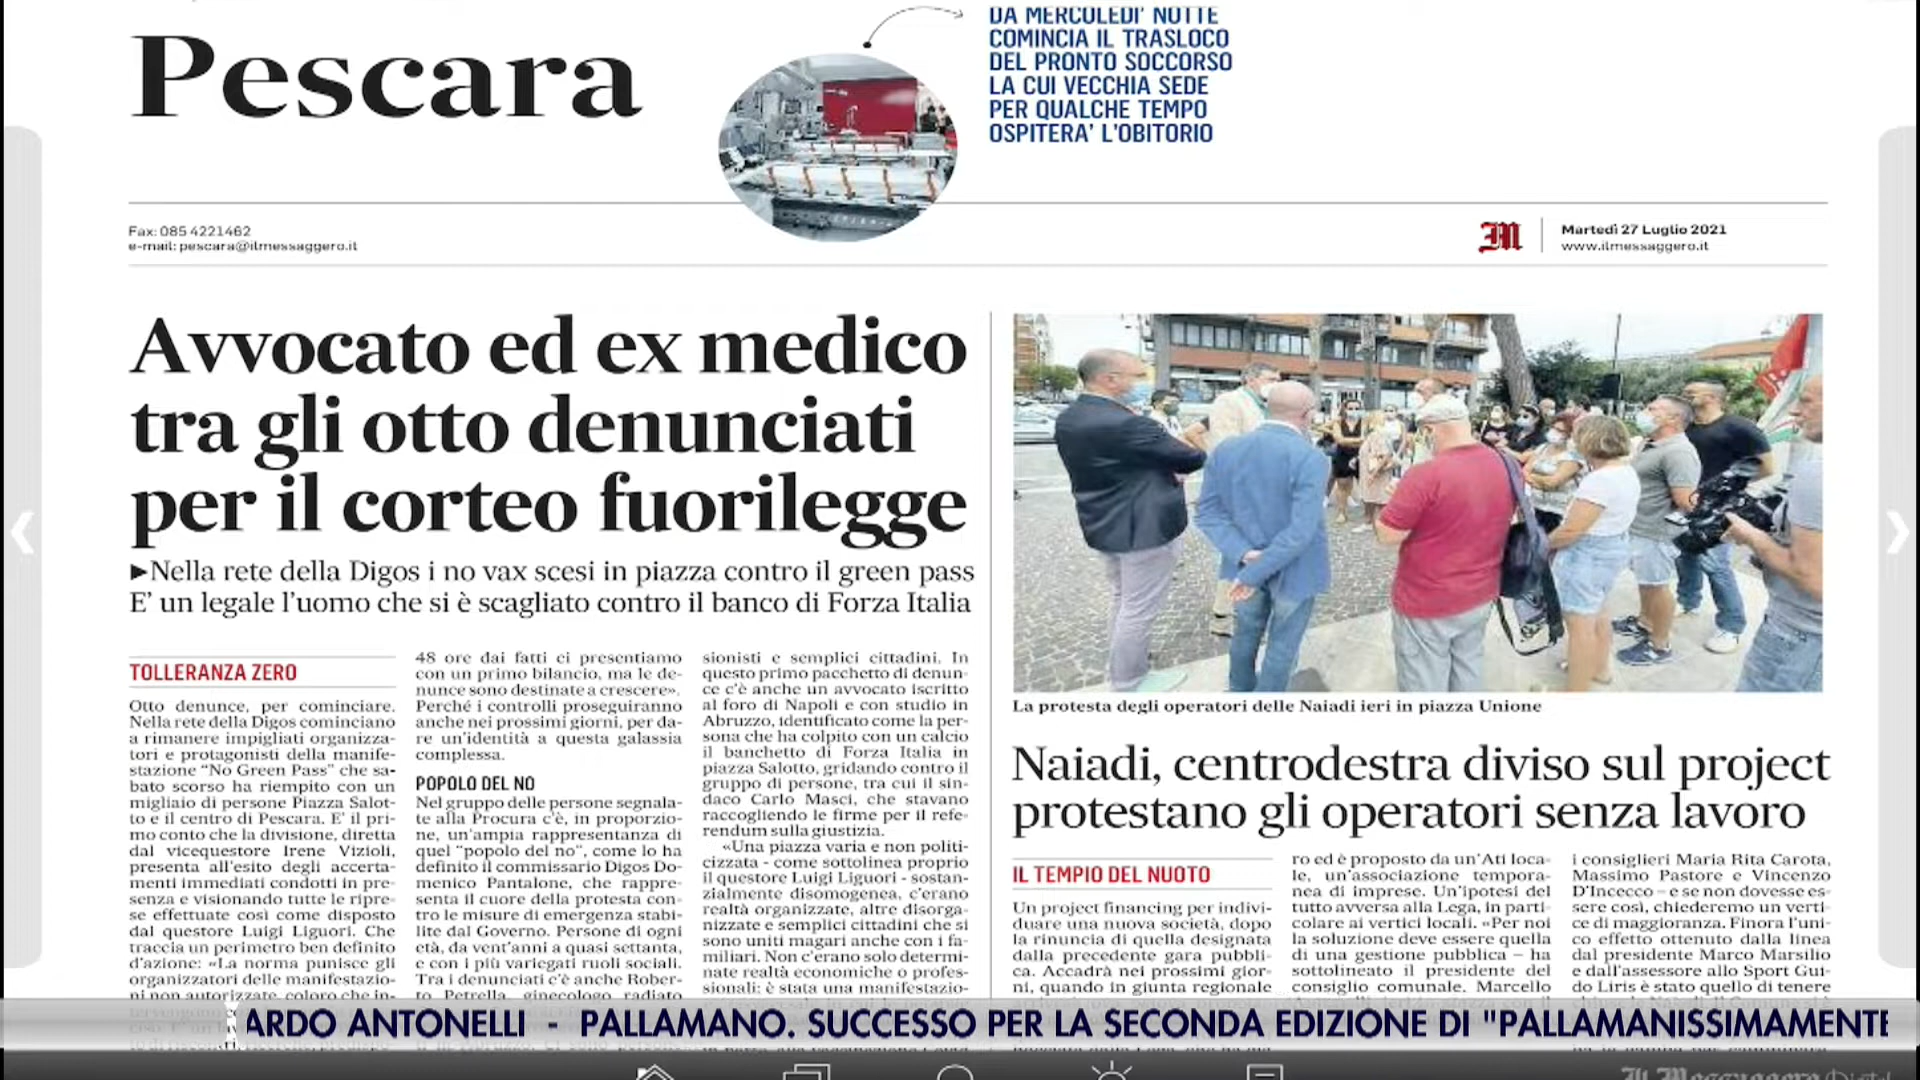 Pescara
DA MERCOLEDI' NOTTE
COMINCIA IL TRASLOCO
DEL PRONTO SOCCORSO
LA CUI VECCHIA SEDE
PER QUALCHE TEMPO
OSPITERA' L'OBITORIO
Fax: 085 4221462
e-mail: pescara@ilmessaggero.it
M
Martedì 27 Luglio 2021
www.ilmessaggero.it
Avvocato ed ex medico
tra gli otto denunciati
per il corteo fuorilegge
►Nella rete della Digos i no vax scesi in piazza contro il green pass
E' un legale l'uomo che si è scagliato contro il banco di Forza Italia
TOLLERANZA ZERO
Otto denunce, per cominciare.
Nella rete della Digos cominciano
a rimanere impigliati organizza-
tori e protagonisti della manife-
stazione “No Green Pass” che sa-
bato scorso ha riempito con un
migliaio di persone Piazza Salot-
to e il centro di Pescara. E' il pri-
mo conto che la divisione, diretta
dal vicequestore Irene Vizioli,
presenta all'esito degli accerta-
menti immediati condotti in pre-
senza e visionando tutte le ripre-
se effettuate così come disposto
dal questore Luigi Liguori. Che
traccia un perimetro ben definito
d'azione: «La norma punisce gli
organizzatori delle manifestazio-
ni non autorizzate, coloro che in-
48 ore dai fatti ci presentiamo
con un primo bilancio, ma le de-
nunce sono destinate a crescere».
Perché i controlli proseguiranno
anche nei prossimi giorni, per da-
re un'identità a questa galassia
complessa.
POPOLO DEL NO
Nel gruppo delle persone segnala-
te alla Procura c'è, in proporzio-
ne, un'ampia rappresentanza di
quel “popolo del no”, come lo ha
definito il commissario Digos Do-
menico Pantalone, che rappre-
senta il cuore della protesta con-
tro le misure di emergenza stabi-
lite dal Governo. Persone di ogni
età, da vent'anni a quasi settanta,
e con i più variegati ruoli sociali.
Tra i denunciati c'è anche Rober-
to Petrella, ginecologo radiato
sionisti e semplici cittadini. In
questo primo pacchetto di denun-
ce c'è anche un avvocato iscritto
al foro di Napoli e con studio in
Abruzzo, identificato come la per-
sona che ha colpito con un calcio
il banchetto di Forza Italia in
piazza Salotto, gridando contro il
gruppo di persone, tra cui il sin-
daco Carlo Masci, che stavano
raccogliendo le firme per il refe-
rendum sulla giustizia.
«Una piazza varia e non politi-
cizzata - come sottolinea proprio
il questore Luigi Liguori - sostan-
zialmente disomogenea, c'erano
realtà organizzate, altre disorga-
nizzate e semplici cittadini che si
sono uniti magari anche con i fa-
miliari. Non c'erano solo determi-
nate realtà economiche o profes-
sionali: è stata una manifestazio-
La protesta degli operatori delle Naiadi ieri in piazza Unione
Naiadi, centrodestra diviso sul project
protestano gli operatori senza lavoro
IL TEMPIO DEL NUOTO
Un project financing per indivi-
duare una nuova società, dopo
la rinuncia di quella designata
dalla precedente gara pubbli-
ca. Accadrà nei prossimi gior-
ni, quando in giunta regionale
ro ed è proposto da un'Ati loca-
le, un'associazione tempora-
nea di imprese. Un'ipotesi del
tutto avversa alla Lega, in parti-
colare ai vertici locali. «Per noi
la soluzione deve essere quella
di una gestione pubblica – ha
sottolineato il presidente del
consiglio comunale, Marcello
i consiglieri Maria Rita Carota,
Massimo Pastore e Vincenzo
D'Incecco – e se non dovesse es-
sere così, chiederemo un verti-
ce di maggioranza. Finora l'uni-
co effetto ottenuto dalla linea
dal presidente Marco Marsilio
e dall'assessore allo Sport Gui-
do Liris è stato quello di tenere
ARDO ANTONELLI - PALLAMANO. SUCCESSO PER LA SECONDA EDIZIONE DI "PALLAMANISSIMAMENTE